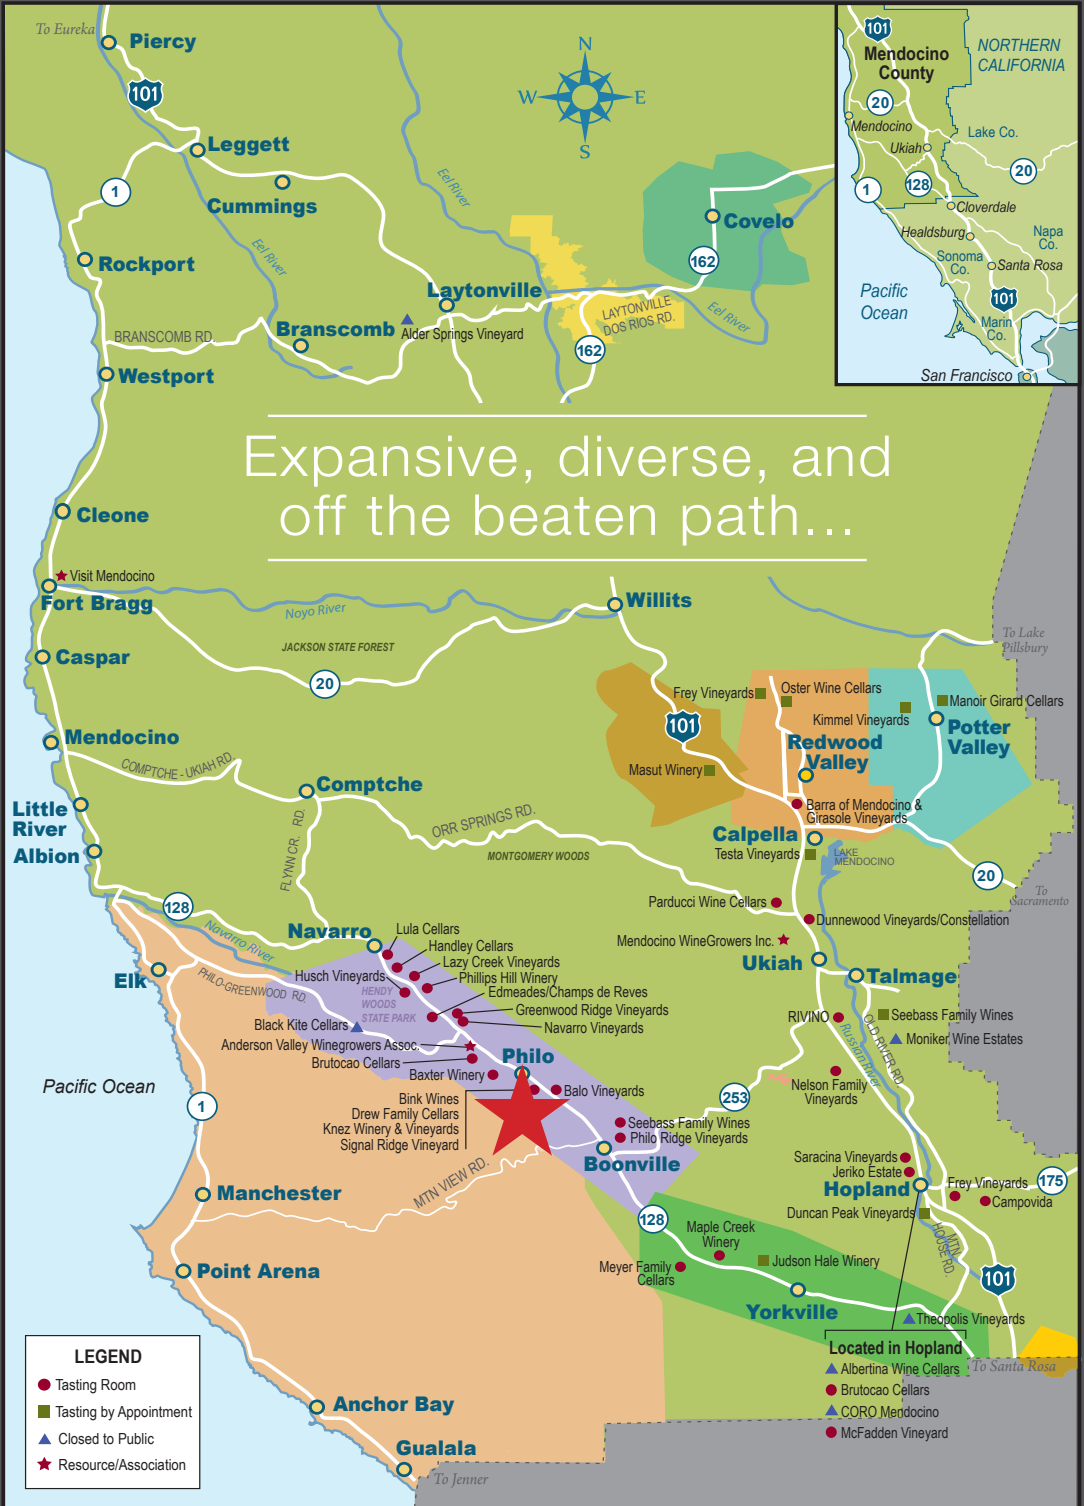 To Eureka
Piercy
101
Leggett
1
Cummings
Eel River
Eel River
Rockport
N
W
E
S
Covelo
162
Laytonville
LAYTONVILLE
DOS RIOS RD.
Eel River
BRANSCOMB RD.
Branscomb
Alder Springs Vineyard
162
Westport
101
Mendocino
County
NORTHERN
CALIFORNIA
20
Mendocino
Lake Co.
Ukiah
20
1
128
Cloverdale
Healdsburg
Napa
Co.
Sonoma
Co.
Santa Rosa
Pacific
Ocean
101
Marin
Co.
San Francisco
Expansive, diverse, and
off the beaten path...
Cleone
Visit Mendocino
Fort Bragg
Noyo River
Willits
JACKSON STATE FOREST
To Lake
Pillsbury
Caspar
20
Frey Vineyards
Oster Wine Cellars
Manoir Girard Cellars
Kimmel Vineyards
101
Potter
Valley
Mendocino
Redwood
Valley
COMPTCHE - UKIAH RD.
Masut Winery
Comptche
Little
River
Barra of Mendocino &
Girasole Vineyards
FLYNN CR. RD.
ORR SPRINGS RD.
Calpella
Albion
MONTGOMERY WOODS
Testa Vineyards
LAKE
MENDOCINO
20
To
Sacramento
128
Parducci Wine Cellars
Dunnewood Vineyards/Constellation
Navarro River
Navarro
Lula Cellars
Handley Cellars
Mendocino WineGrowers Inc.
Lazy Creek Vineyards
Ukiah
Elk
PHILO-GREENWOOD RD.
Husch Vineyards
Phillips Hill Winery
Talmage
HENDY
WOODS
STATE PARK
Edmeades/Champs de Reves
Greenwood Ridge Vineyards
RIVINO
Seebass Family Wines
Black Kite Cellars
Navarro Vineyards
Russian River
OLD RIVER RD.
Moniker Wine Estates
Anderson Valley Winegrowers Assoc.
Brutocao Cellars
Philo
Baxter Winery
Balo Vineyards
Nelson Family
Vineyards
Pacific Ocean
1
Bink Wines
Drew Family Cellars
Knez Winery & Vineyards
Signal Ridge Vineyard
253
Seebass Family Wines
Philo Ridge Vineyards
Boonville
Saracina Vineyards
Jeriko Estate
MTN VIEW RD.
Manchester
Hopland
Frey Vineyards
175
Campovida
Duncan Peak Vineyards
128
Maple Creek
Winery
MTN.
HOUSE RD.
Point Arena
Meyer Family
Cellars
Judson Hale Winery
101
Yorkville
Theopolis Vineyards
Located in Hopland
Albertina Wine Cellars
Brutocao Cellars
CORO Mendocino
McFadden Vineyard
To Santa Rosa
LEGEND
Tasting Room
Tasting by Appointment
Closed to Public
Resource/Association
Anchor Bay
Gualala
To Jenner